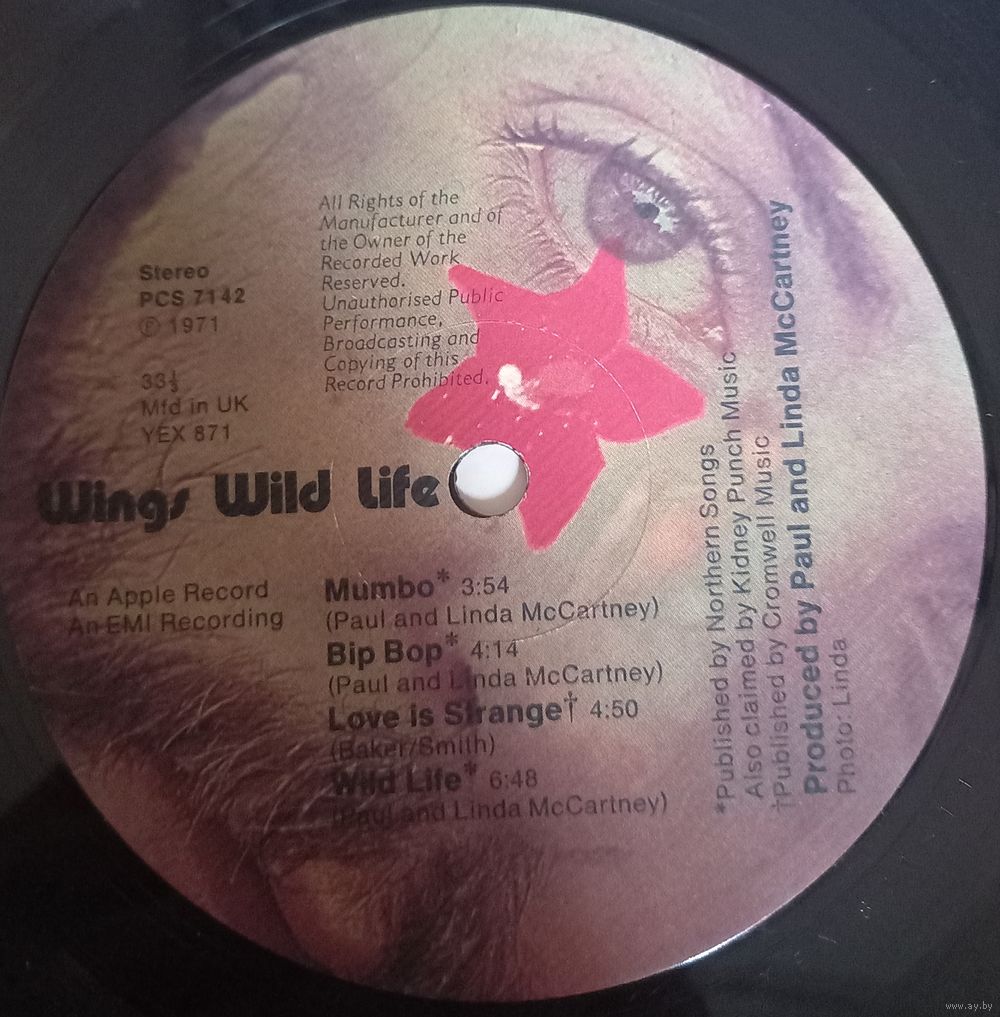 All Rights of the
Manufacturer and of
the Owner of the
Recorded Work
Reserved.
Unauthorised Public
Performance,
Broadcasting and
Copying of this
Record Prohibited.
Stereo
PCS 7142
Ⓟ 1971
33⅓
Mfd in UK
YEX 871
Wings Wild Life
An Apple Record
An EMI Recording
Mumbo* 3:54
(Paul and Linda McCartney)
Bip Bop* 4:14
(Paul and Linda McCartney)
Love is Strange† 4:50
(Baker/Smith)
Wild Life* 6:48
(Paul and Linda McCartney)
*Published by Northern Songs
Also claimed by Kidney Punch Music
†Published by Cromwell Music
Produced by Paul and Linda McCartney
Photo: Linda
www.ay.by